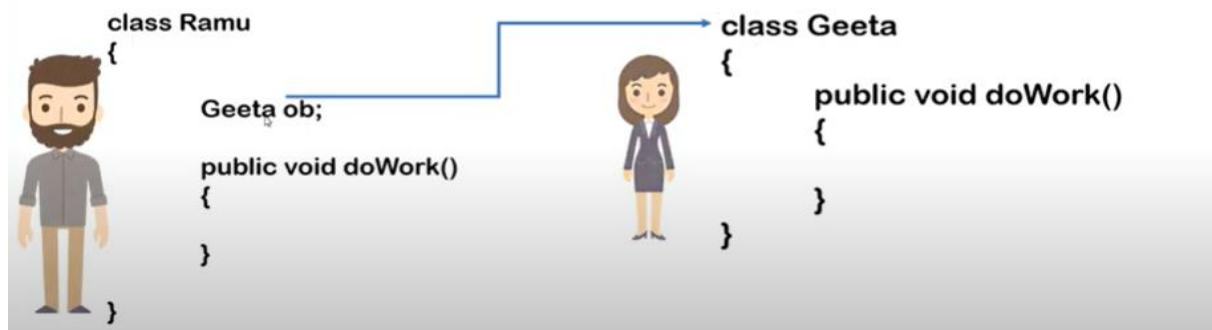 class Ramu
{
Geeta ob;
public void doWork()
{
}
}
class Geeta
{
public void doWork()
{
}
}